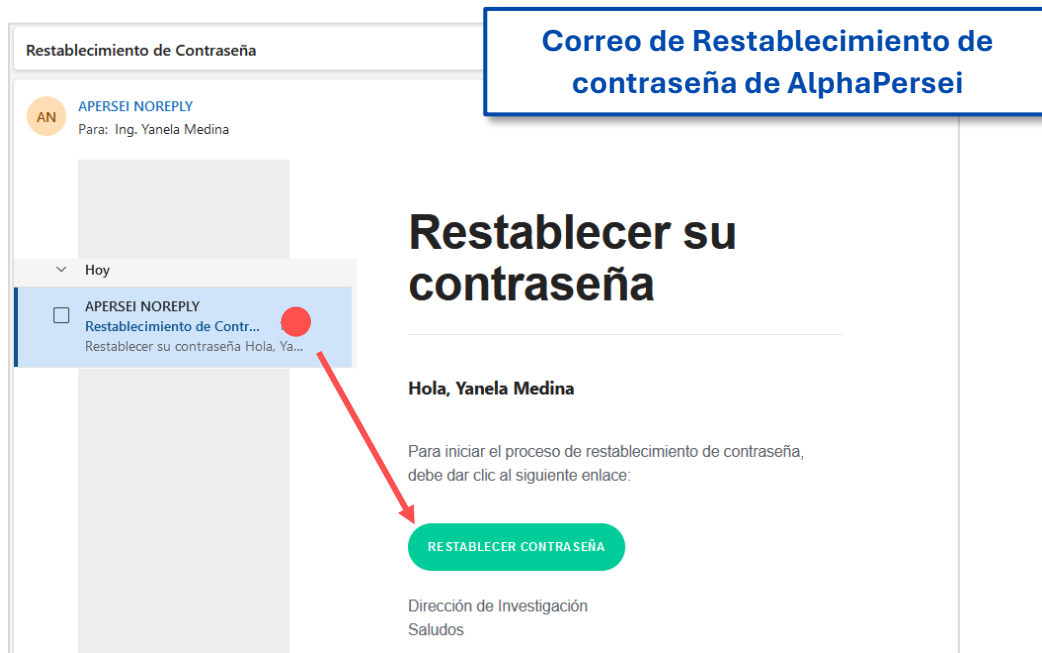 Restablecimiento de Contraseña
Correo de Restablecimiento de
contraseña de AlphaPersei
AN
APERSEI NOREPLY
Para: Ing. Yanela Medina
Hoy
APERSEI NOREPLY
Restablecimiento de Contr...
Restablecer su contraseña Hola, Ya...
Restablecer su
contraseña
Hola, Yanela Medina
Para iniciar el proceso de restablecimiento de contraseña,
debe dar clic al siguiente enlace:
RESTABLECER CONTRASEÑA
Dirección de Investigación
Saludos